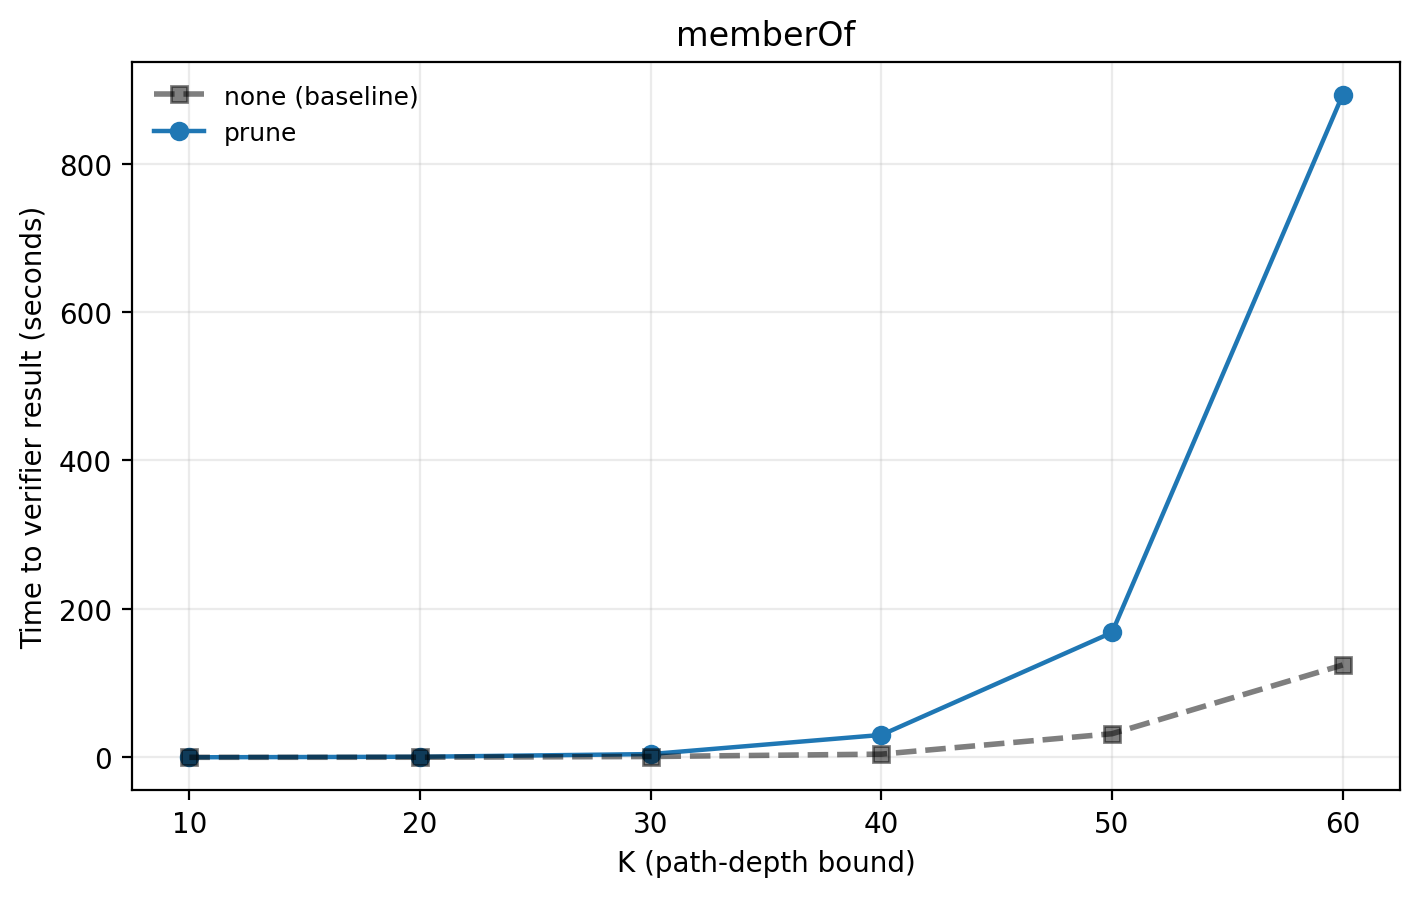 memberOf
none (baseline)
prune
Time to verifier result (seconds)
800
600
400
200
0
10 20 30 40 50 60
K (path-depth bound)